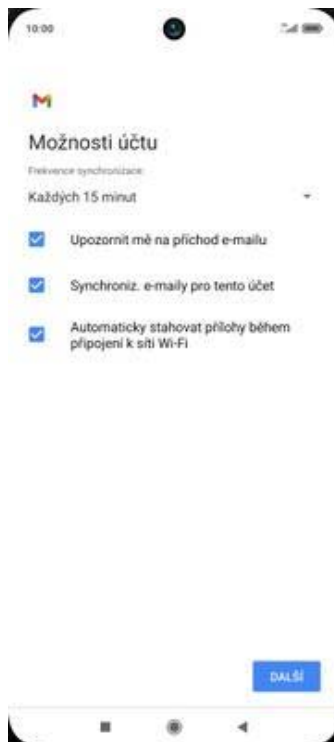 10:00
Možnosti účtu
Frekvence synchronizace:
Každých 15 minut
Upozornit mě na příchod e-mailu
Synchroniz. e-maily pro tento účet
Automaticky stahovat přílohy během
připojení k síti Wi-Fi
DALŠÍ